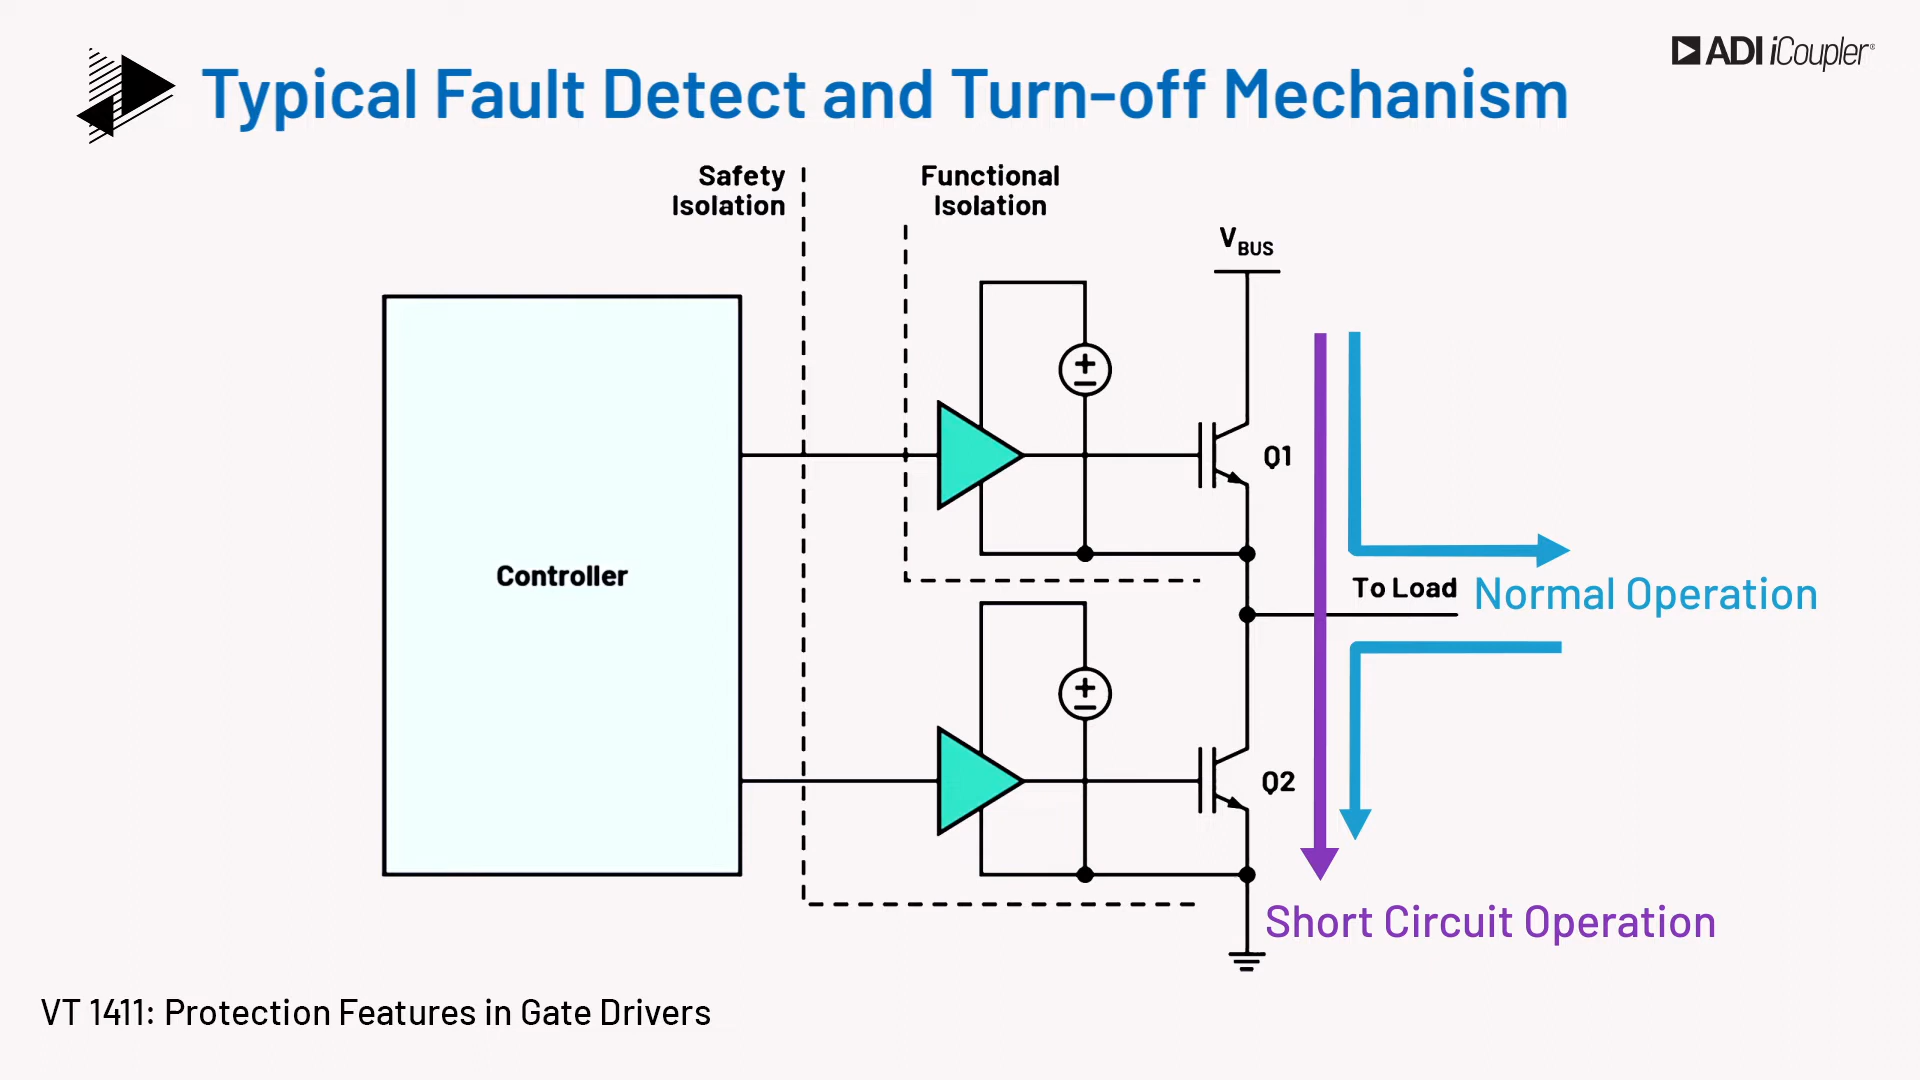 ADI iCoupler®
Typical Fault Detect and Turn-off Mechanism
Safety
Isolation
Functional
Isolation
VBUS
Controller
Q1
To Load
Normal Operation
Q2
Short Circuit Operation
VT 1411: Protection Features in Gate Drivers